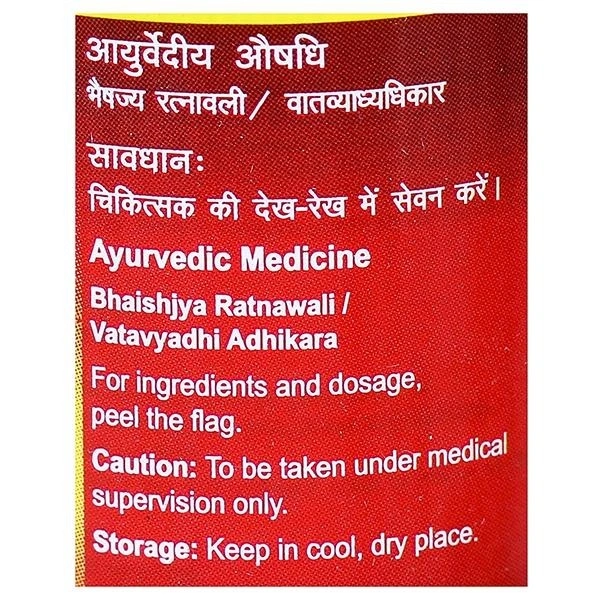 आयुर्वेदीय औषधि
भैषज्य रत्नावली / वातव्याध्यधिकार
सावधानः
चिकित्सक की देख-रेख में सेवन करें।
Ayurvedic Medicine
Bhaishjya Ratnawali /
Vatavyadhi Adhikara
For ingredients and dosage,
peel the flag.
Caution: To be taken under medical
supervision only.
Storage: Keep in cool, dry place.